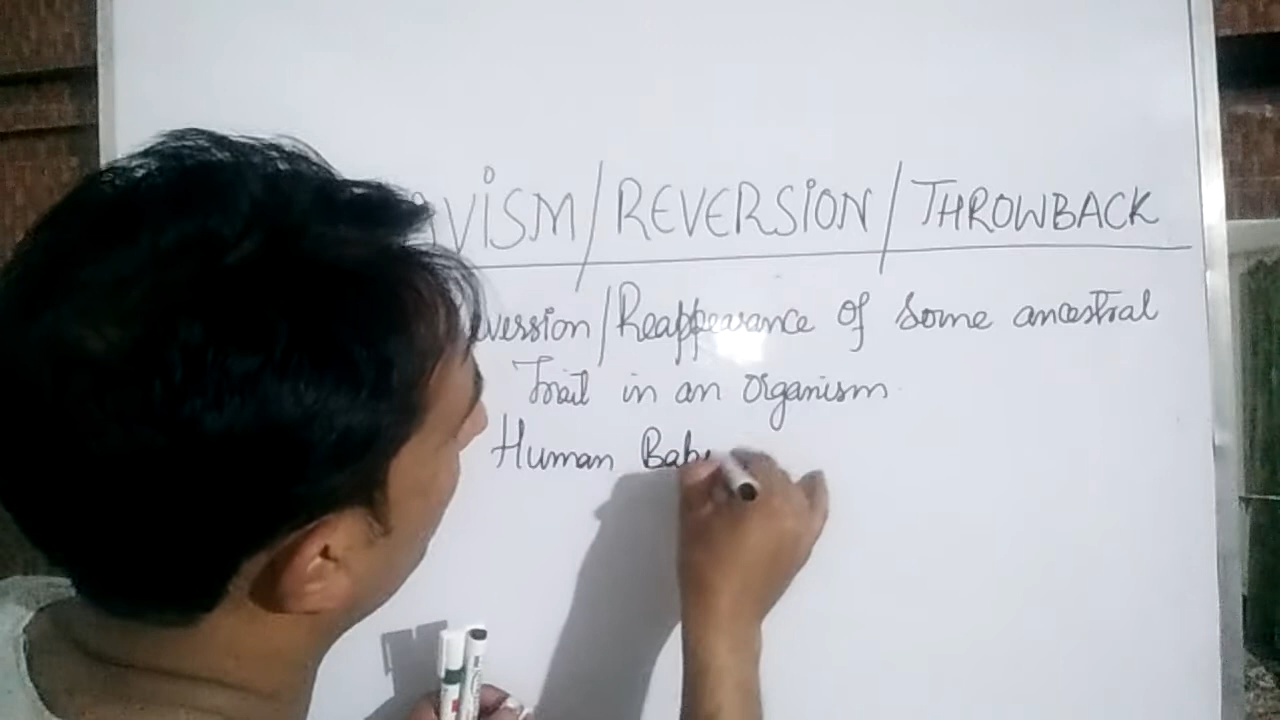 VISM/REVERSION/THROWBACK
version/Reappearance of some ancestral
Trait in an organism
Human Bab